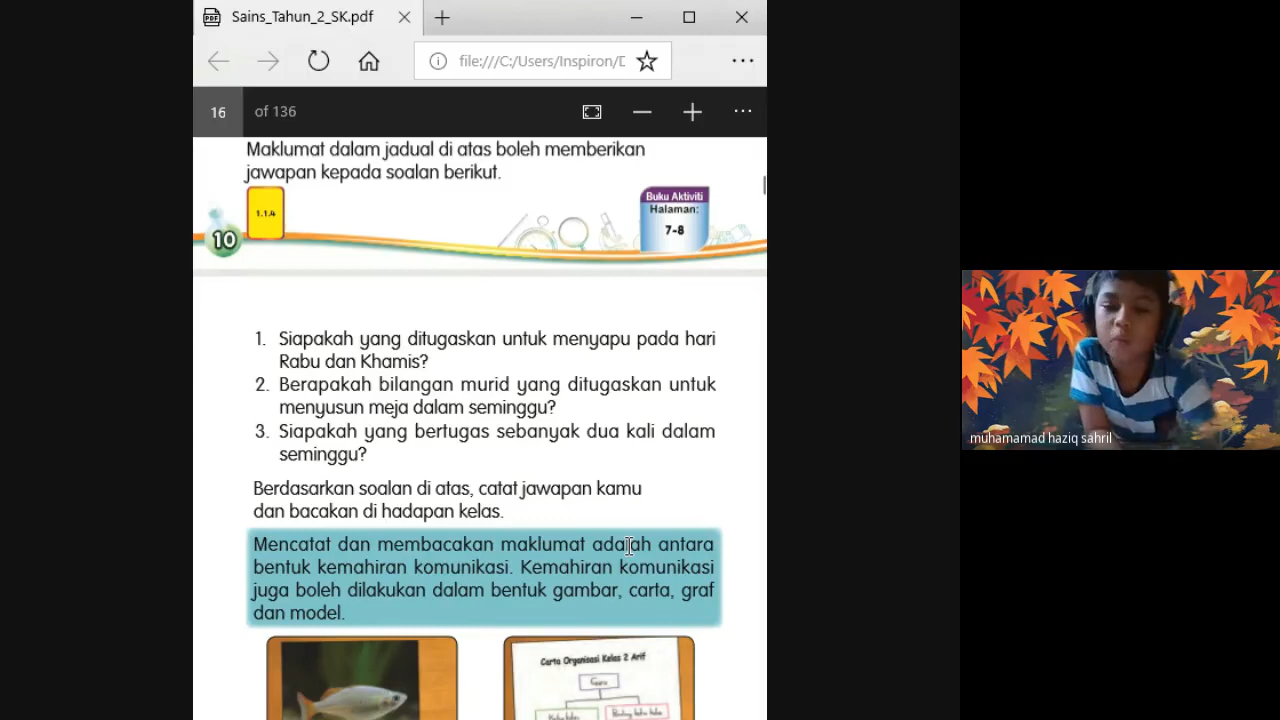 Sains_Tahun_2_SK.pdf
file:///C:/Users/Inspiron/D
16 of 136
Maklumat dalam jadual di atas boleh memberikan
jawapan kepada soalan berikut.
1.1.4
Buku Aktiviti
Halaman:
7-8
10
1. Siapakah yang ditugaskan untuk menyapu pada hari
Rabu dan Khamis?
2. Berapakah bilangan murid yang ditugaskan untuk
menyusun meja dalam seminggu?
3. Siapakah yang bertugas sebanyak dua kali dalam
seminggu?
Berdasarkan soalan di atas, catat jawapan kamu
dan bacakan di hadapan kelas.
Mencatat dan membacakan maklumat adalah antara
bentuk kemahiran komunikasi. Kemahiran komunikasi
juga boleh dilakukan dalam bentuk gambar, carta, graf
dan model.
Carta Organisasi Kelas 2 Arif
Guru
muhamamad haziq sahril